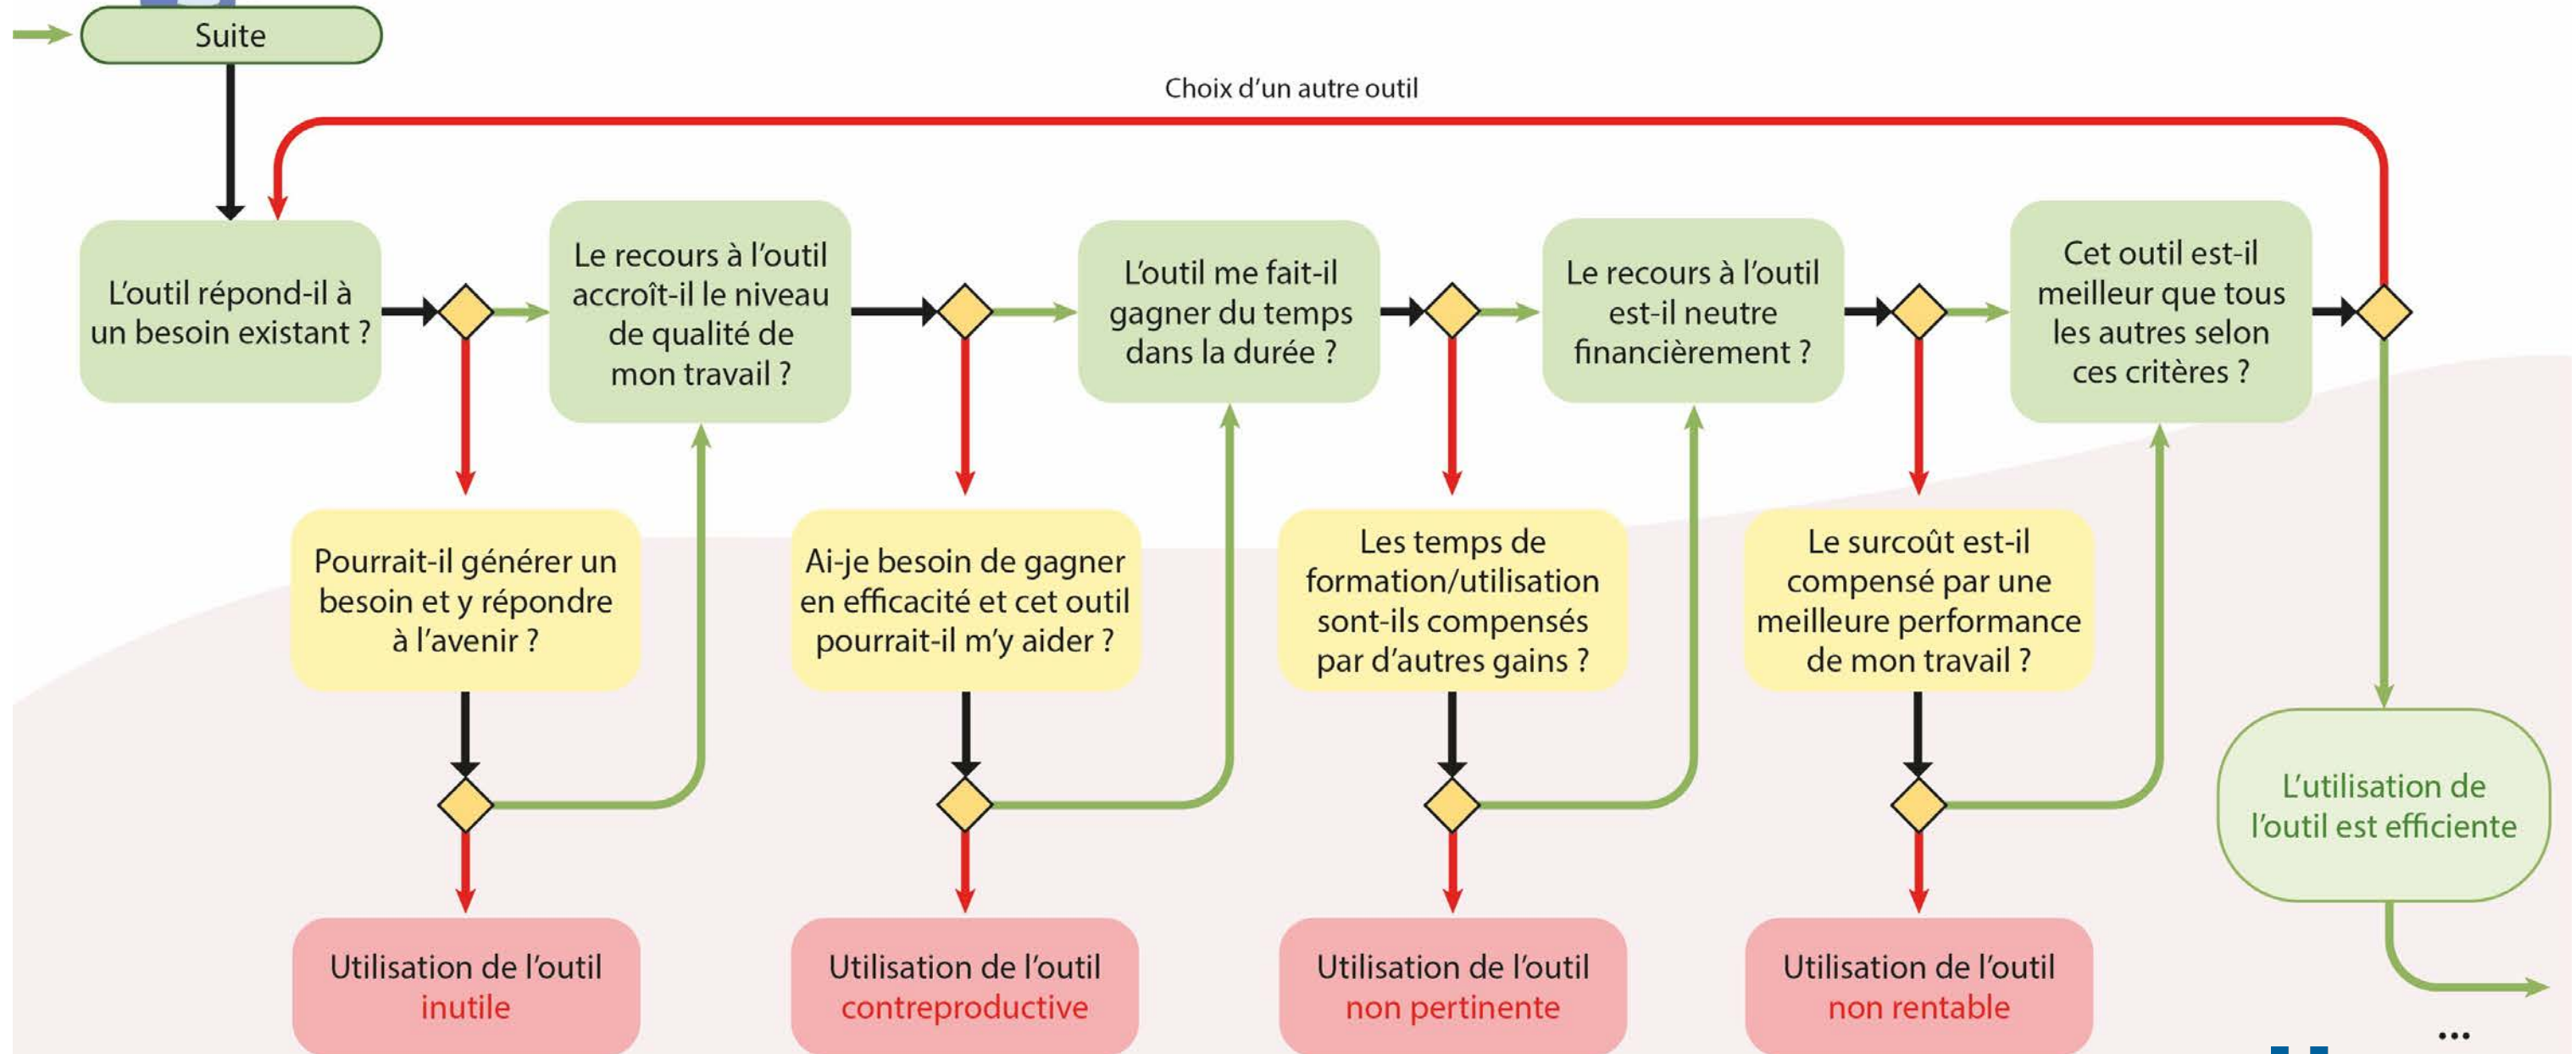 Suite
Choix d'un autre outil
L'outil répond-il à
un besoin existant ?
Le recours à l'outil
accroît-il le niveau
de qualité de
mon travail ?
L'outil me fait-il
gagner du temps
dans la durée ?
Le recours à l'outil
est-il neutre
financièrement ?
Cet outil est-il
meilleur que tous
les autres selon
ces critères ?
Pourrait-il générer un
besoin et y répondre
à l'avenir ?
Ai-je besoin de gagner
en efficacité et cet outil
pourrait-il m'y aider ?
Les temps de
formation/utilisation
sont-ils compensés
par d'autres gains ?
Le surcoût est-il
compensé par une
meilleure performance
de mon travail ?
L'utilisation de
l'outil est efficiente
Utilisation de l'outil
inutile
Utilisation de l'outil
contreproductive
Utilisation de l'outil
non pertinente
Utilisation de l'outil
non rentable
...